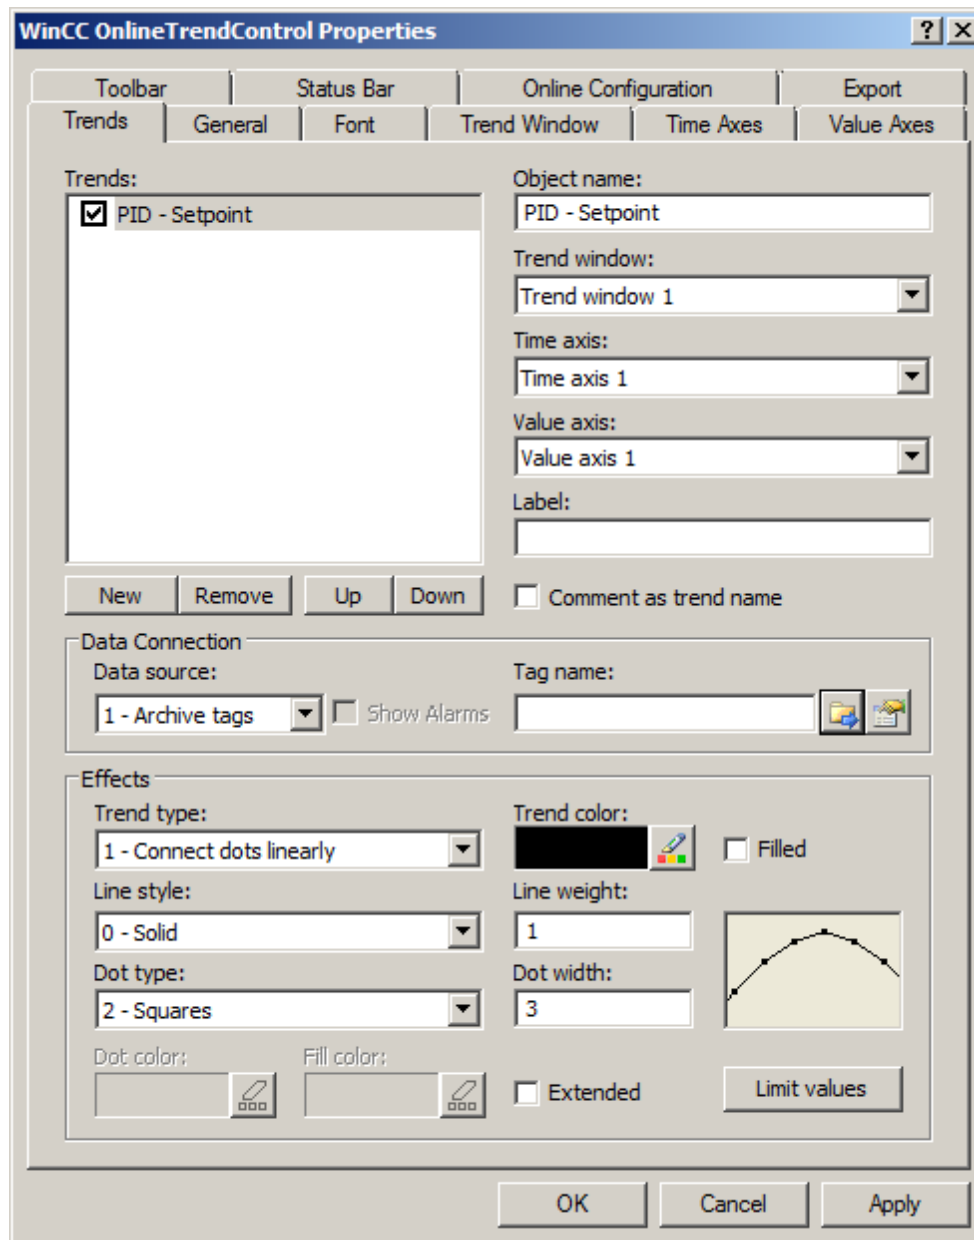 WinCC OnlineTrendControl Properties
Toolbar Status Bar Online Configuration Export
Trends General Font Trend Window Time Axes Value Axes
Trends: Object name:
PID - Setpoint PID - Setpoint
Trend window:
Trend window 1
Time axis:
Time axis 1
Value axis:
Value axis 1
Label:
New Remove Up Down Comment as trend name
Data Connection
Data source: Tag name:
1 - Archive tags Show Alarms
Effects
Trend type: Trend color:
1 - Connect dots linearly Filled
Line style: Line weight:
0 - Solid 1
Dot type: Dot width:
2 - Squares 3
Dot color: Fill color:
Extended Limit values
OK Cancel Apply